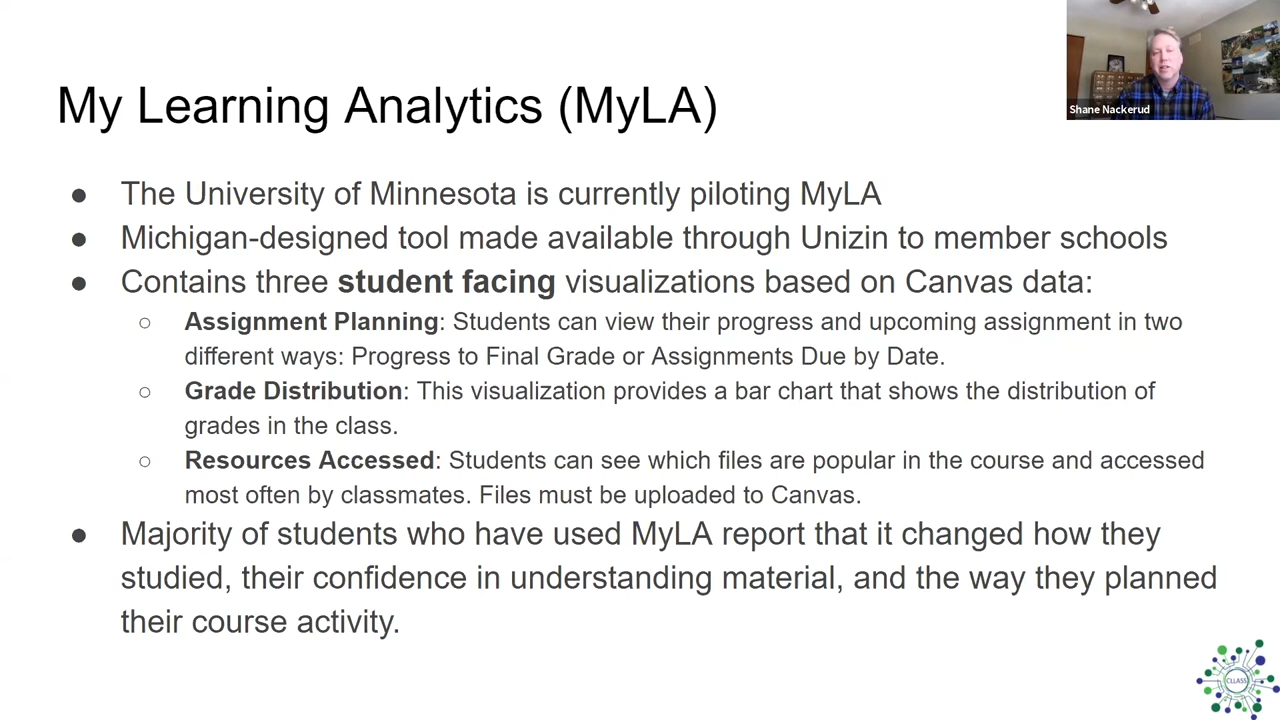 My Learning Analytics (MyLA)
Shane Nackerud
● The University of Minnesota is currently piloting MyLA
● Michigan-designed tool made available through Unizin to member schools
● Contains three student facing visualizations based on Canvas data:
○ Assignment Planning: Students can view their progress and upcoming assignment in two
different ways: Progress to Final Grade or Assignments Due by Date.
○ Grade Distribution: This visualization provides a bar chart that shows the distribution of
grades in the class.
○ Resources Accessed: Students can see which files are popular in the course and accessed
most often by classmates. Files must be uploaded to Canvas.
● Majority of students who have used MyLA report that it changed how they
studied, their confidence in understanding material, and the way they planned
their course activity.
CLLASS